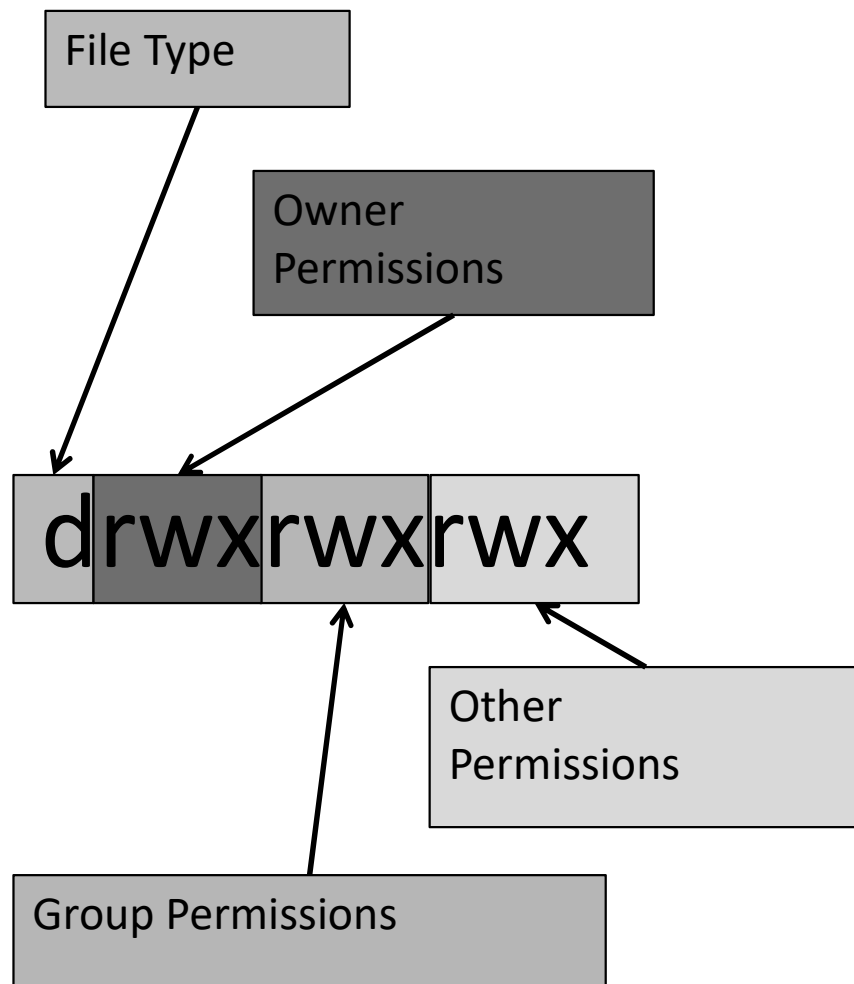 File Type
Owner
Permissions
drwxrwxrwx
Other
Permissions
Group Permissions